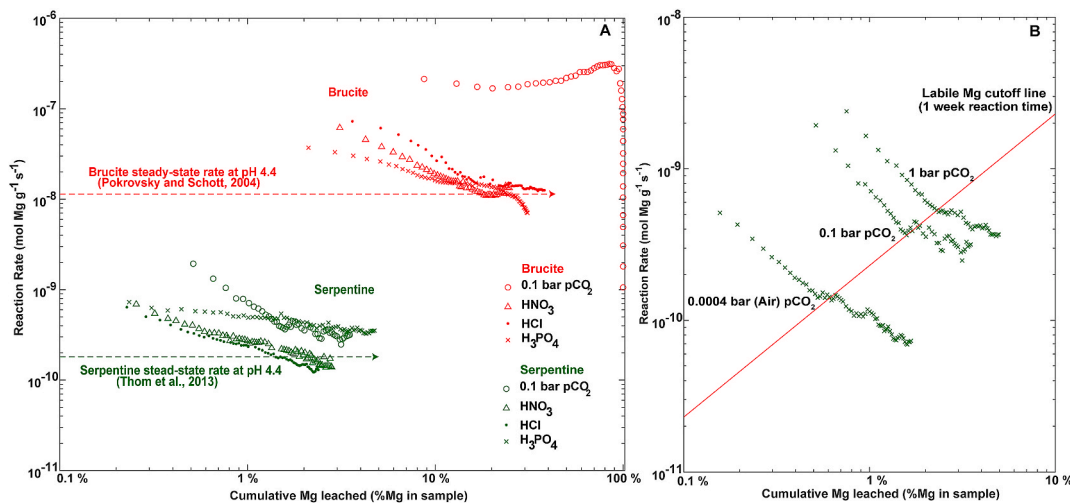 A
Reaction Rate (mol Mg g⁻¹ s⁻¹)
10⁻⁶
10⁻⁷
10⁻⁸
10⁻⁹
10⁻¹⁰
10⁻¹¹
Brucite
Brucite steady-state rate at pH 4.4
(Pokrovsky and Schott, 2004)
Serpentine
Serpentine stead-state rate at pH 4.4
(Thom et al., 2013)
Brucite
0.1 bar pCO₂
HNO₃
HCl
H₃PO₄
Serpentine
0.1 bar pCO₂
HNO₃
HCl
H₃PO₄
0.1 %
1 %
10 %
100 %
Cumulative Mg leached (%Mg in sample)
B
Reaction Rate (mol Mg g⁻¹ s⁻¹)
10⁻⁸
10⁻⁹
10⁻¹⁰
10⁻¹¹
Labile Mg cutoff line
(1 week reaction time)
1 bar pCO₂
0.1 bar pCO₂
0.0004 bar (Air) pCO₂
0.1 %
1 %
10 %
Cumulative Mg leached (%Mg in sample)